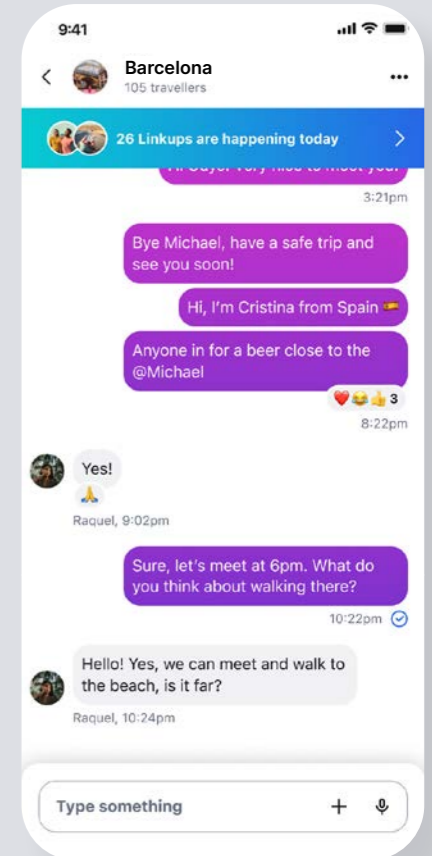 9:41
Barcelona
105 travellers
26 Linkups are happening today
3:21pm
Bye Michael, have a safe trip and
see you soon!
Hi, I'm Cristina from Spain 🇪🇸
Anyone in for a beer close to the
@Michael
❤️😂👍 3
8:22pm
Yes!
🙏
Raquel, 9:02pm
Sure, let's meet at 6pm. What do
you think about walking there?
10:22pm
Hello! Yes, we can meet and walk to
the beach, is it far?
Raquel, 10:24pm
Type something